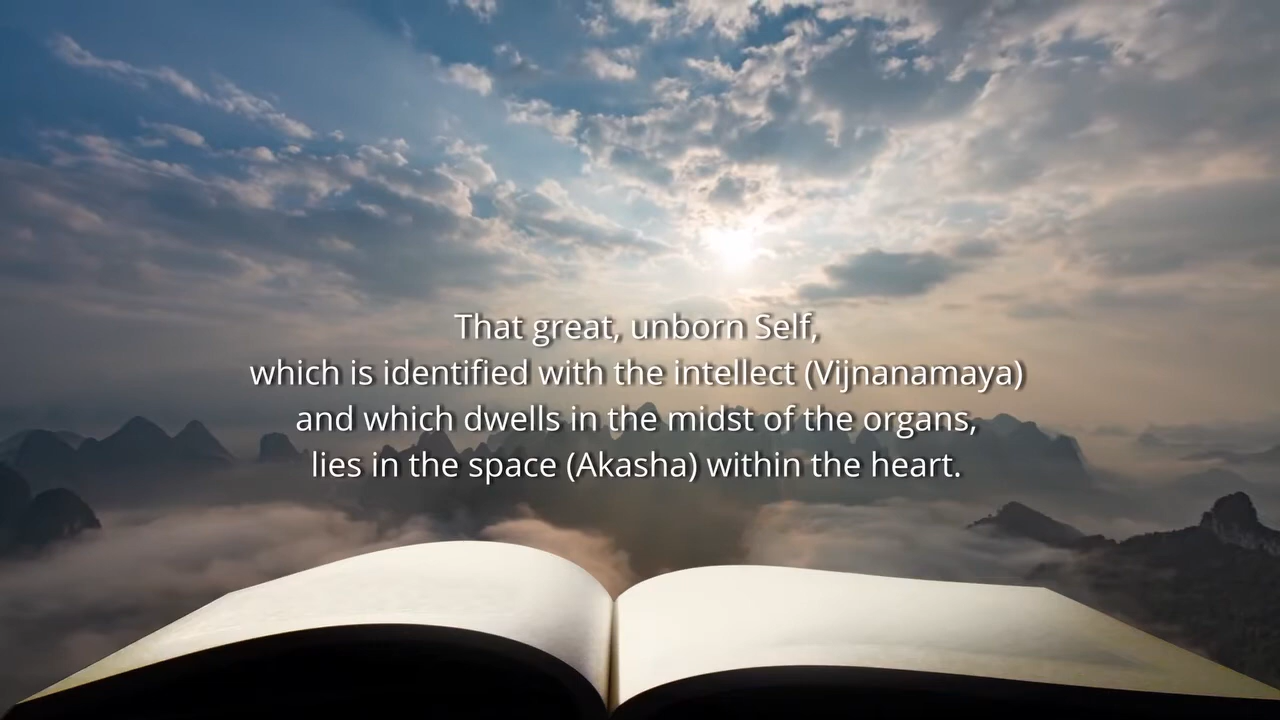 That great, unborn Self,
which is identified with the intellect (Vijnanamaya)
and which dwells in the midst of the organs,
lies in the space (Akasha) within the heart.